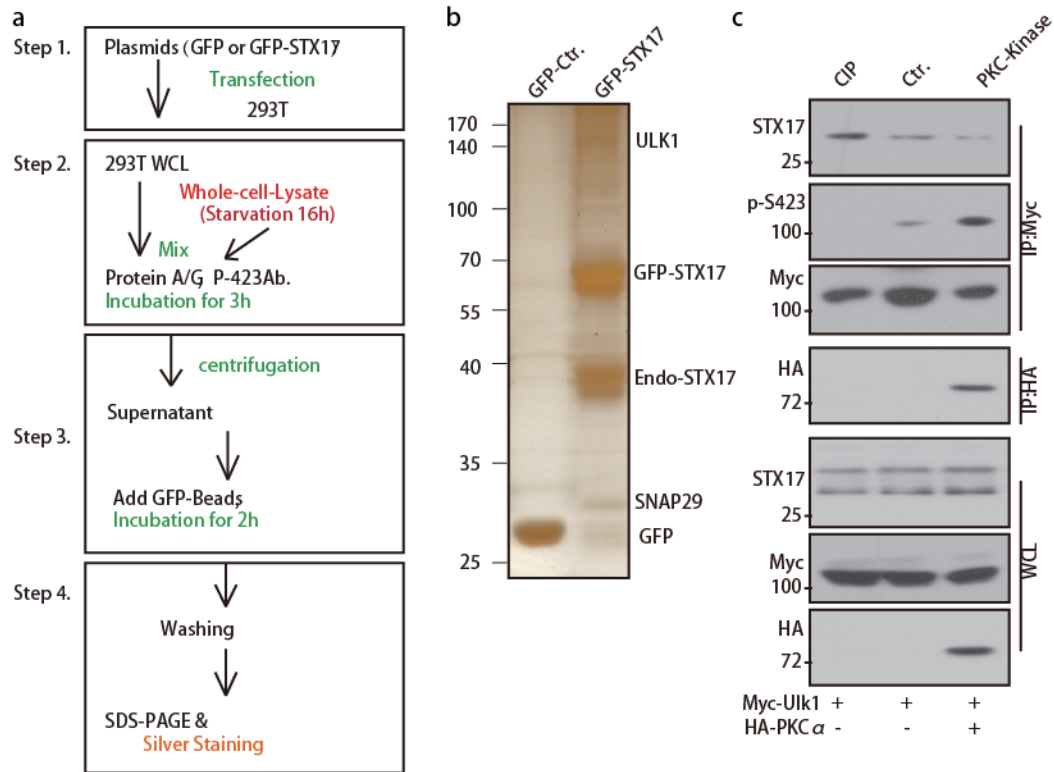 a
Step 1.
Plasmids (GFP or GFP-STX17)
Transfection
293T
Step 2.
293T WCL
Whole-cell-Lysate
(Starvation 16h)
Mix
Protein A/G, P-423Ab.
Incubation for 3h
centrifugation
Supernatant
Step 3.
Add GFP-Beads,
Incubation for 2h
Step 4.
Washing
SDS-PAGE &
Silver Staining
b
GFP-Ctr.
GFP-STX17
170
140
100
70
55
40
35
25
ULK1
GFP-STX17
Endo-STX17
SNAP29
GFP
c
CIP
Ctr.
PKC-Kinase
STX17
25
p-S423
100
Myc
100
IP:Myc
HA
72
IP:HA
STX17
25
Myc
100
HA
72
WCL
Myc-Ulk1 + + +
HA-PKCα - - +